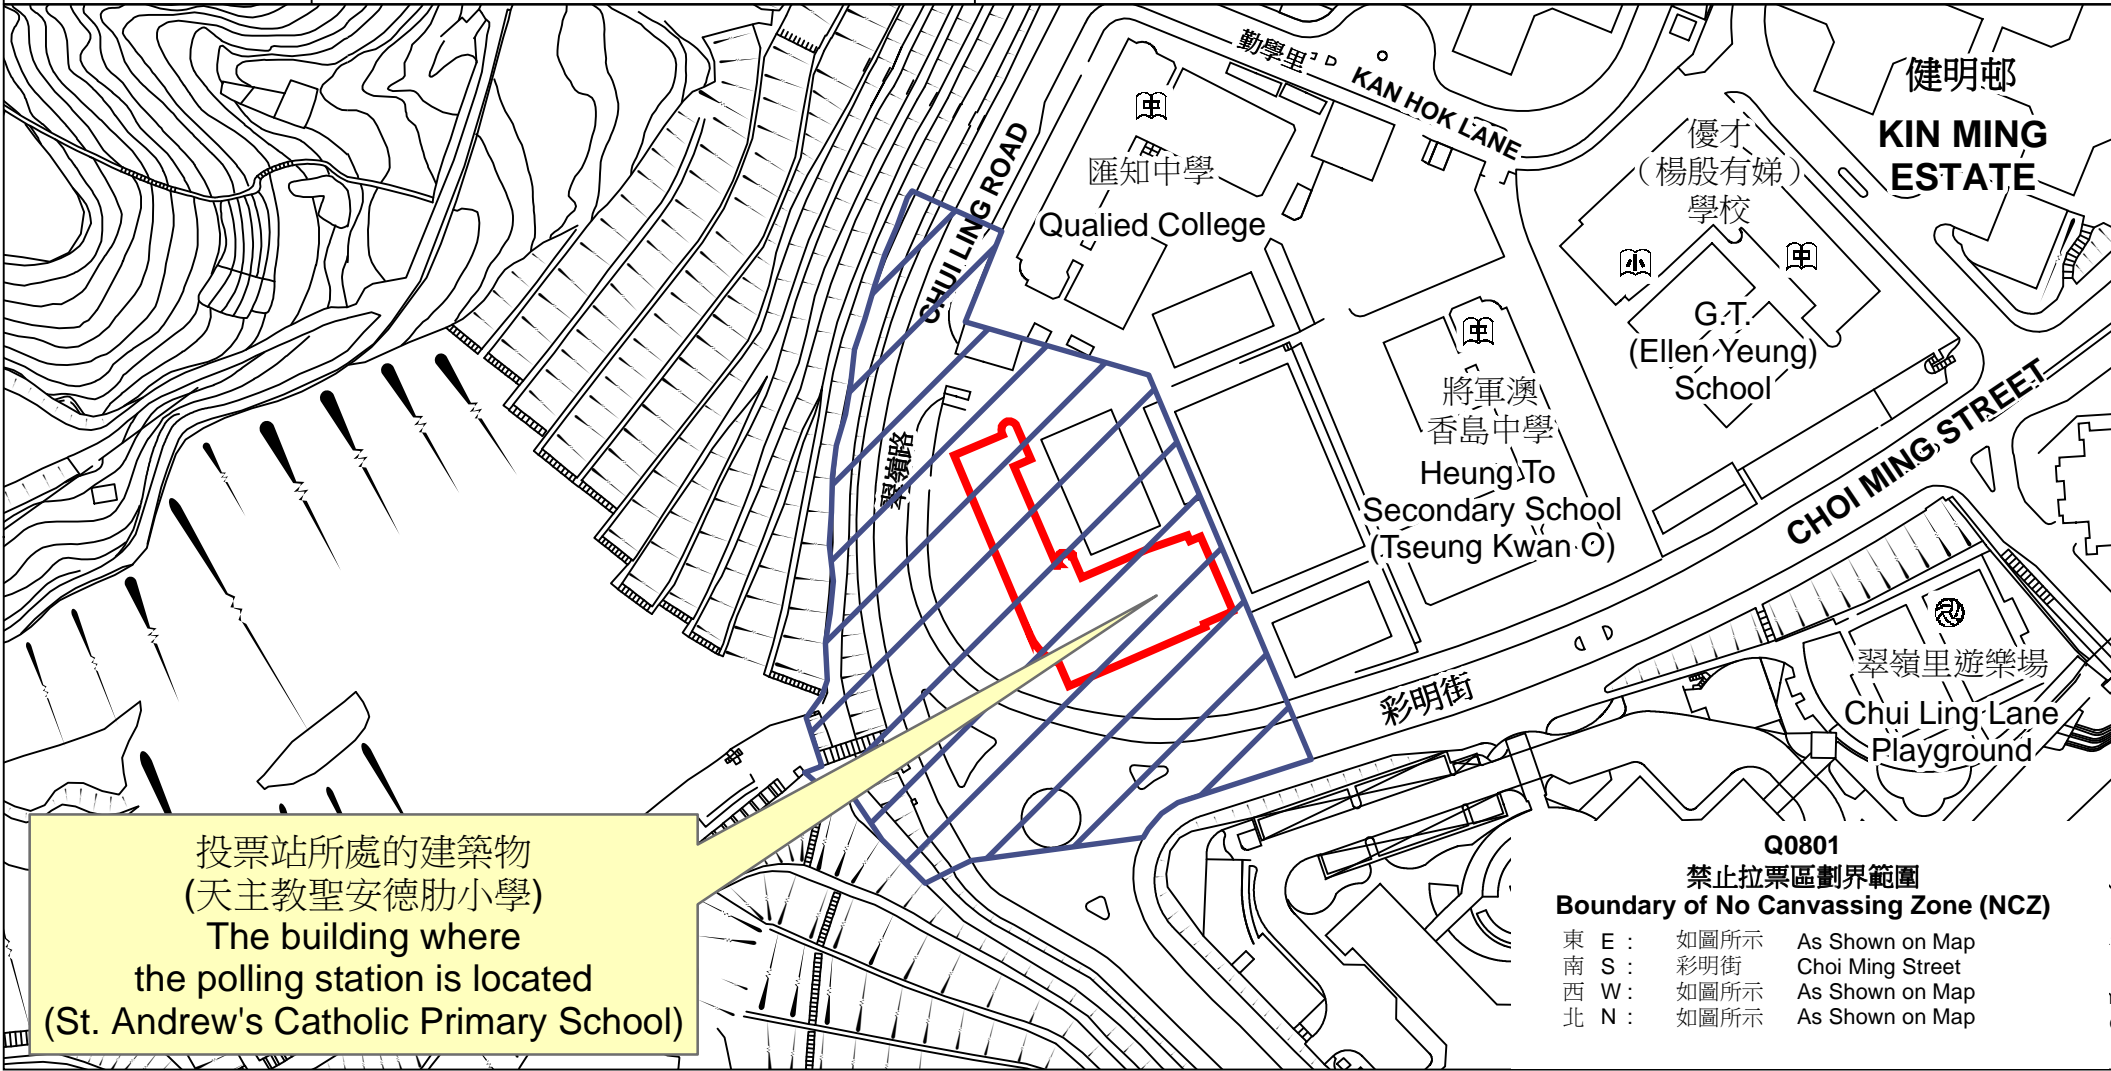 勤學里
KAN HOK LANE
健明邨
KIN MING
ESTATE
CHUI LING ROAD
中
匯知中學
Qualied College
優才
（楊殷有娣）
學校
小
中
G.T.
(Ellen Yeung)
School
中
將軍澳
香島中學
Heung To
Secondary School
(Tseung Kwan O)
CHOI MING STREET
翠嶺路
彩明街
翠嶺里遊樂場
Chui Ling Lane
Playground
投票站所處的建築物
(天主教聖安德肋小學)
The building where
the polling station is located
(St. Andrew's Catholic Primary School)
Q0801
禁止拉票區劃界範圍
Boundary of No Canvassing Zone (NCZ)
東 E : 如圖所示 As Shown on Map
南 S : 彩明街 Choi Ming Street
西 W : 如圖所示 As Shown on Map
北 N : 如圖所示 As Shown on Map